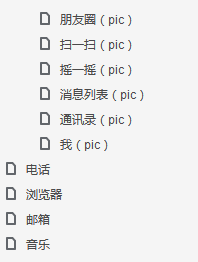 朋友圈（pic）
扫一扫（pic）
摇一摇（pic）
消息列表（pic）
通讯录（pic）
我（pic）
电话
浏览器
邮箱
音乐